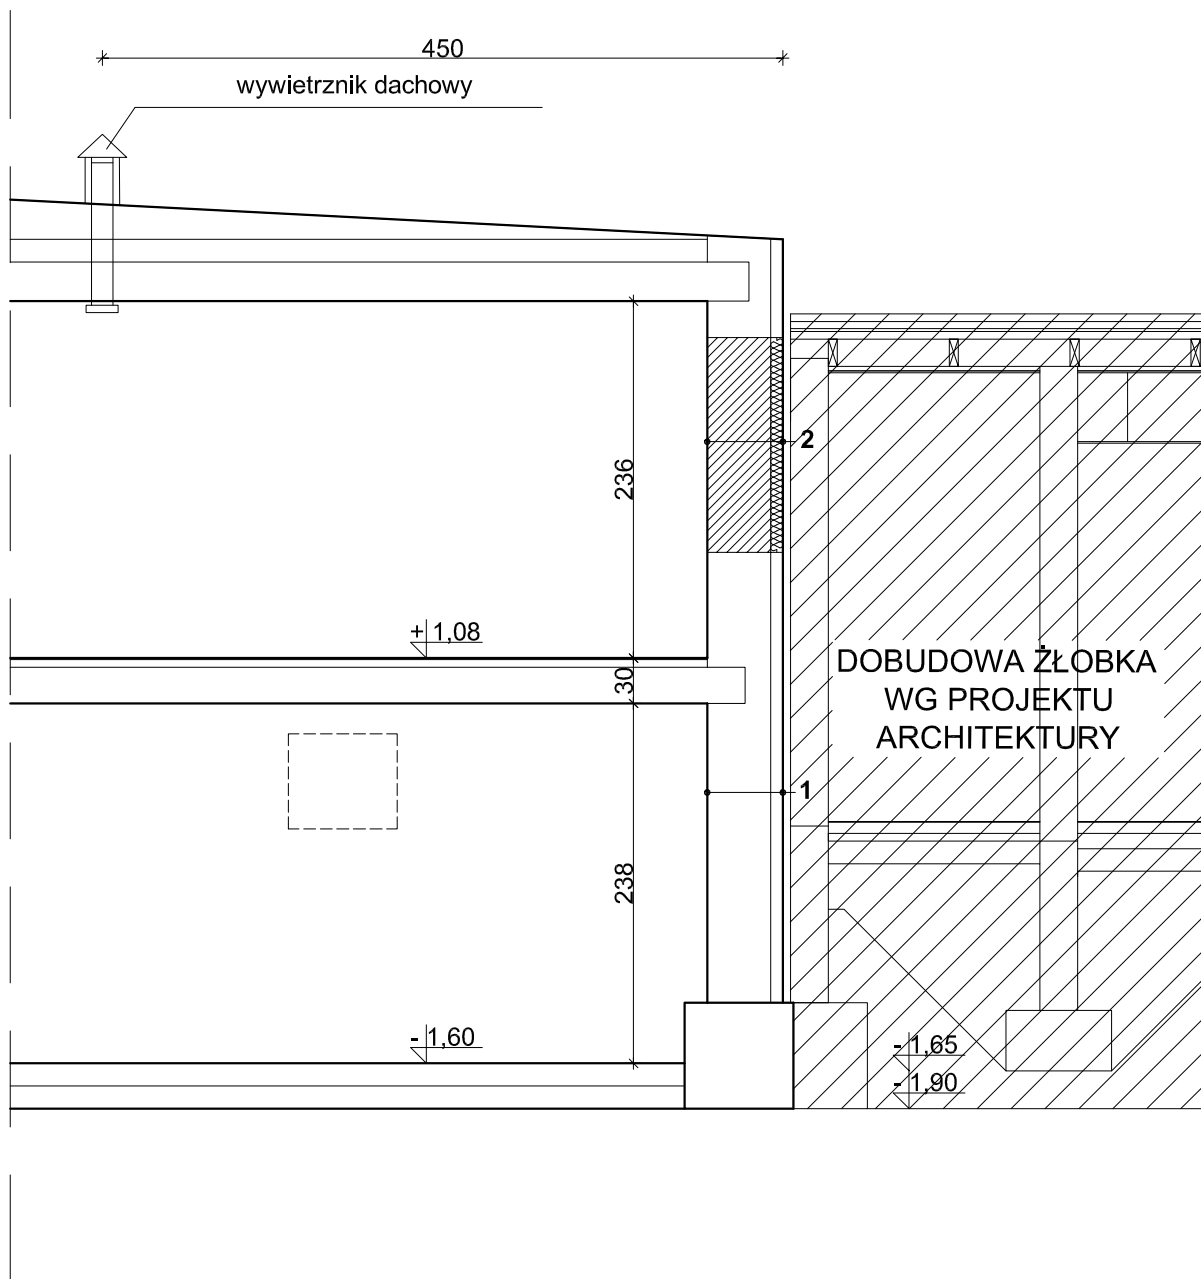 450
wywietrznik dachowy
2
236
+ 1,08
30
DOBUDOWA ŻŁOBKA
WG PROJEKTU
ARCHITEKTURY
1
238
- 1,60
- 1,65
- 1,90